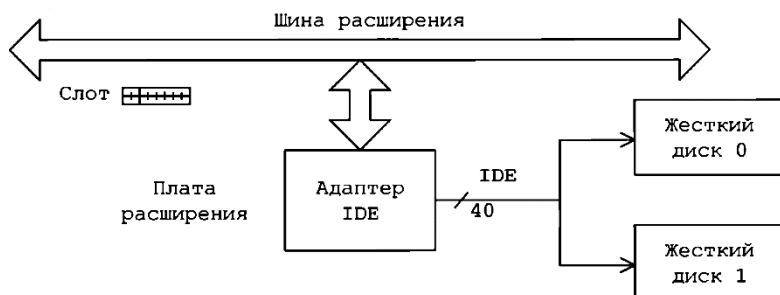 Шина расширения
Слот
Жесткий
диск 0
Плата
расширения
Адаптер
IDE
IDE
40
Жесткий
диск 1